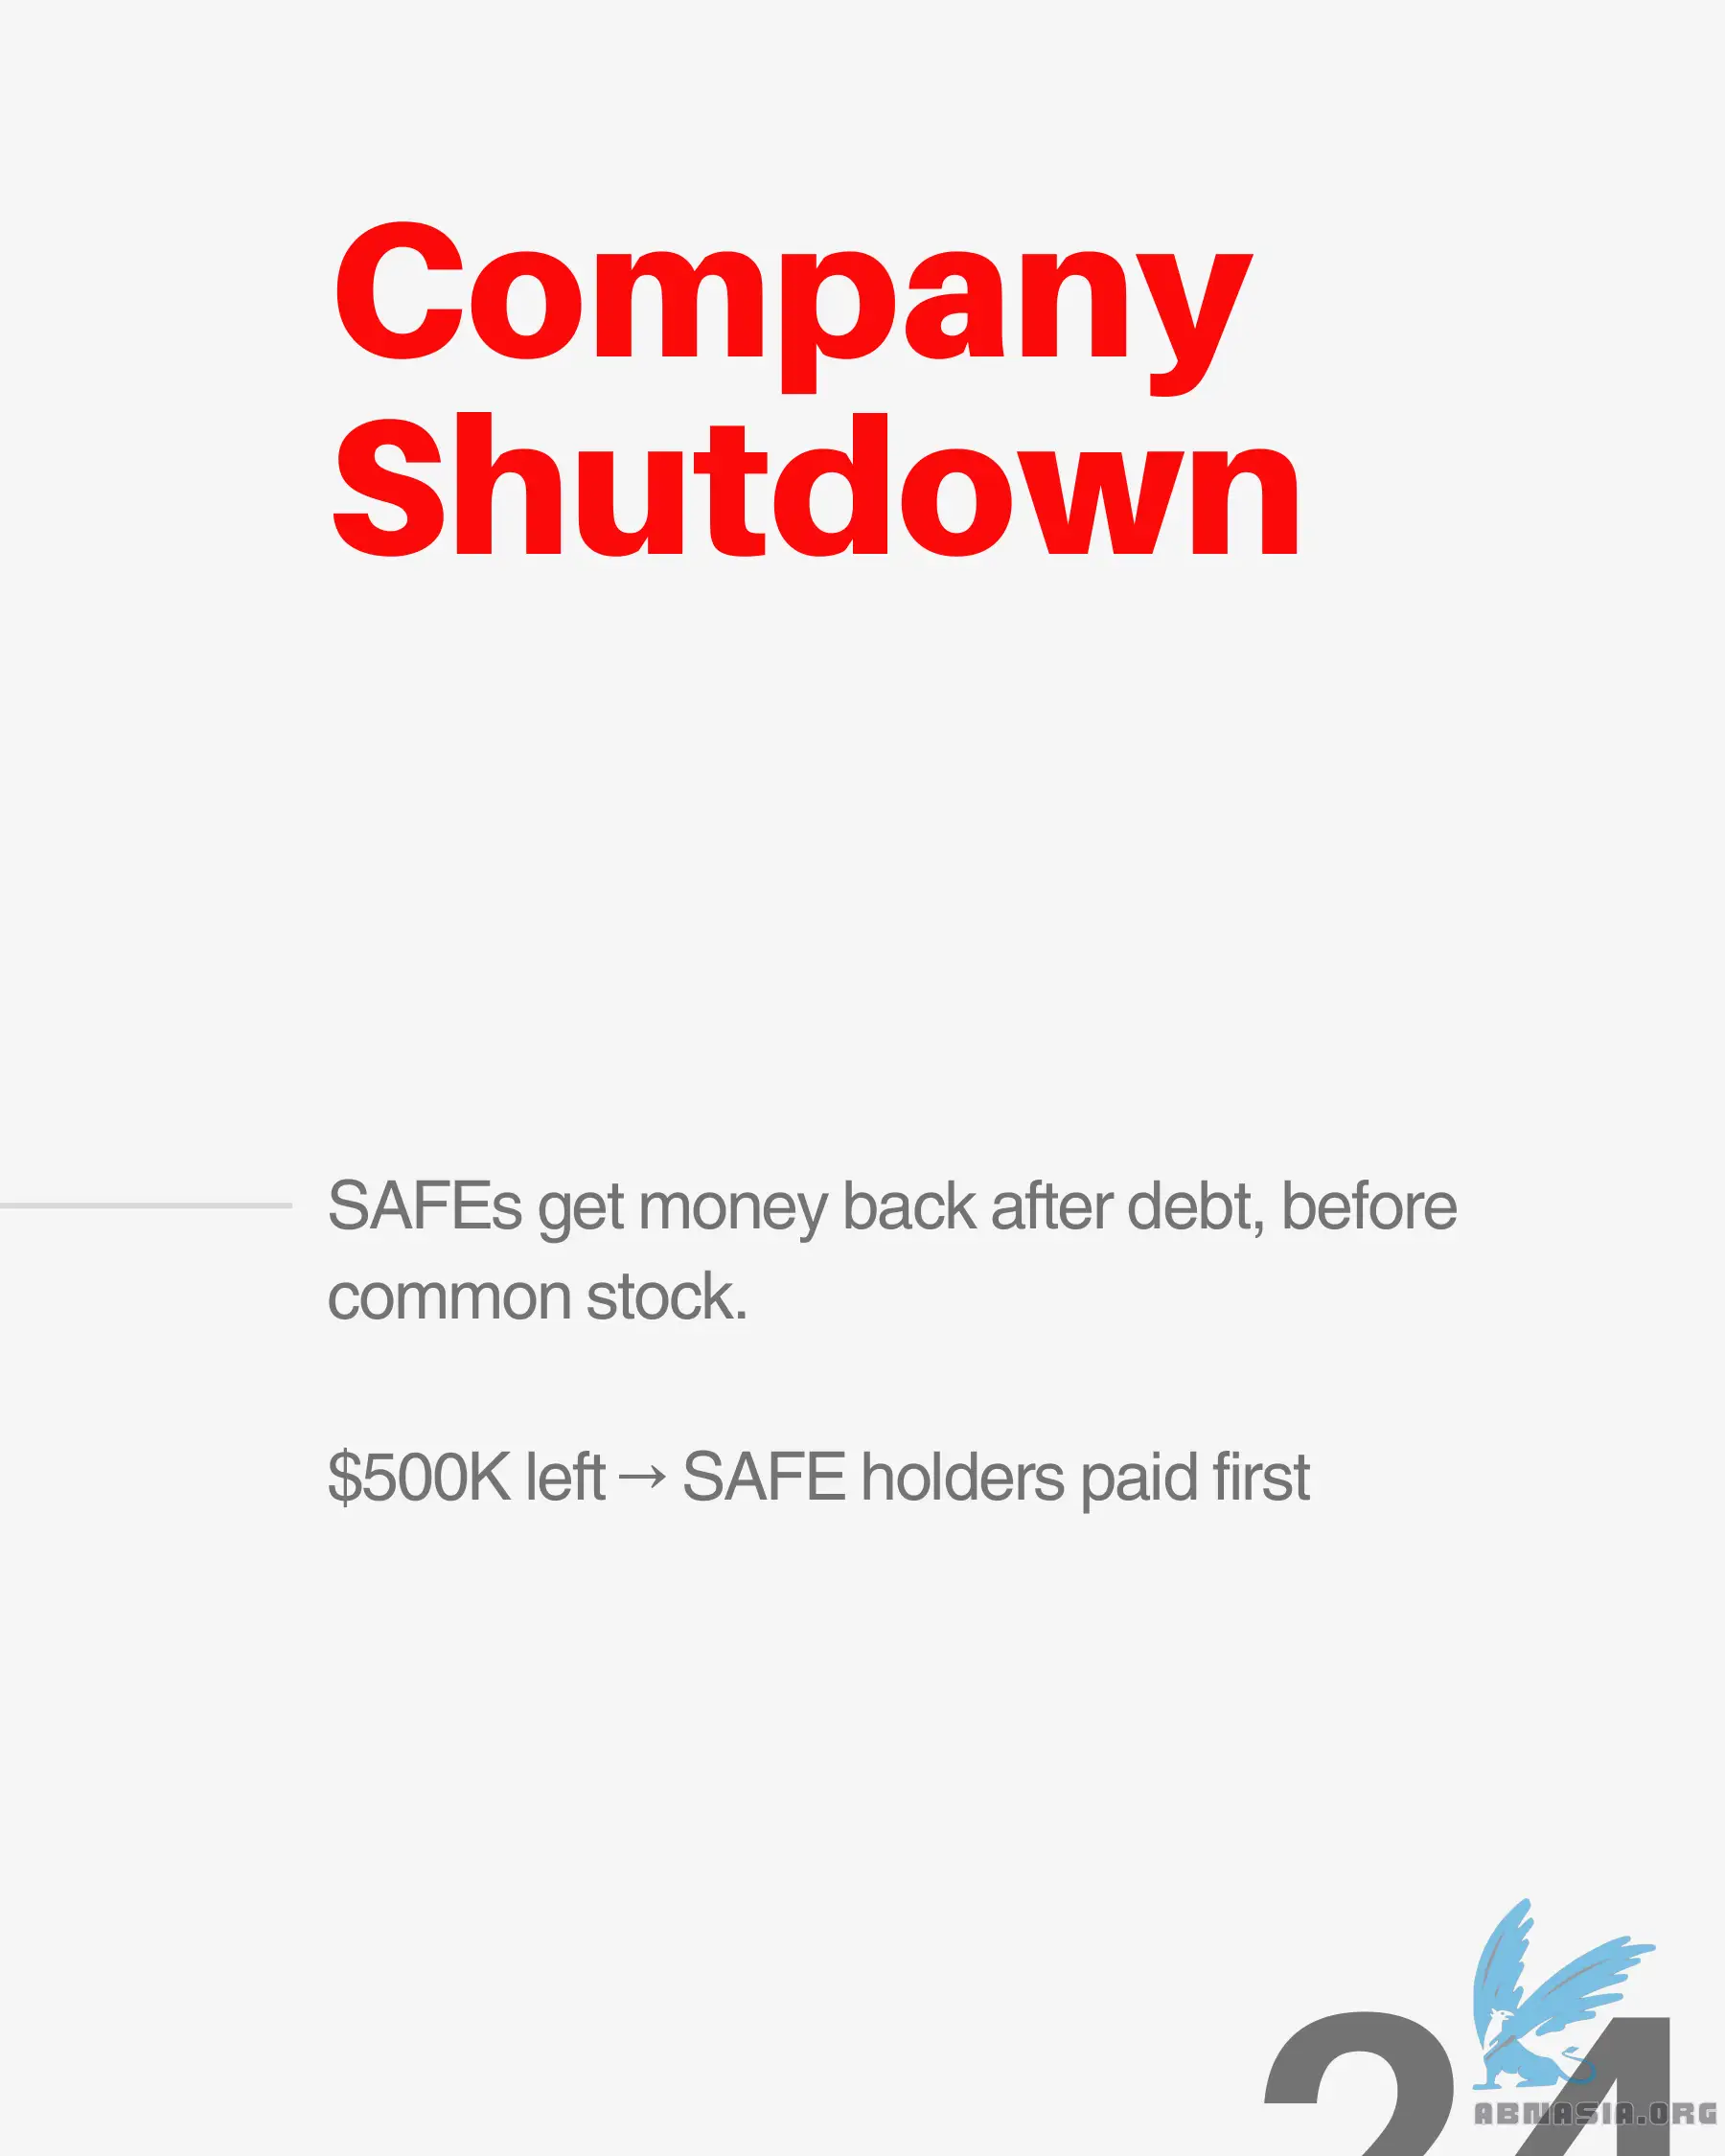 Company
Shutdown
SAFEs get money back after debt, before
common stock.
$500K left → SAFE holders paid first
24
ABMASIA.ORG